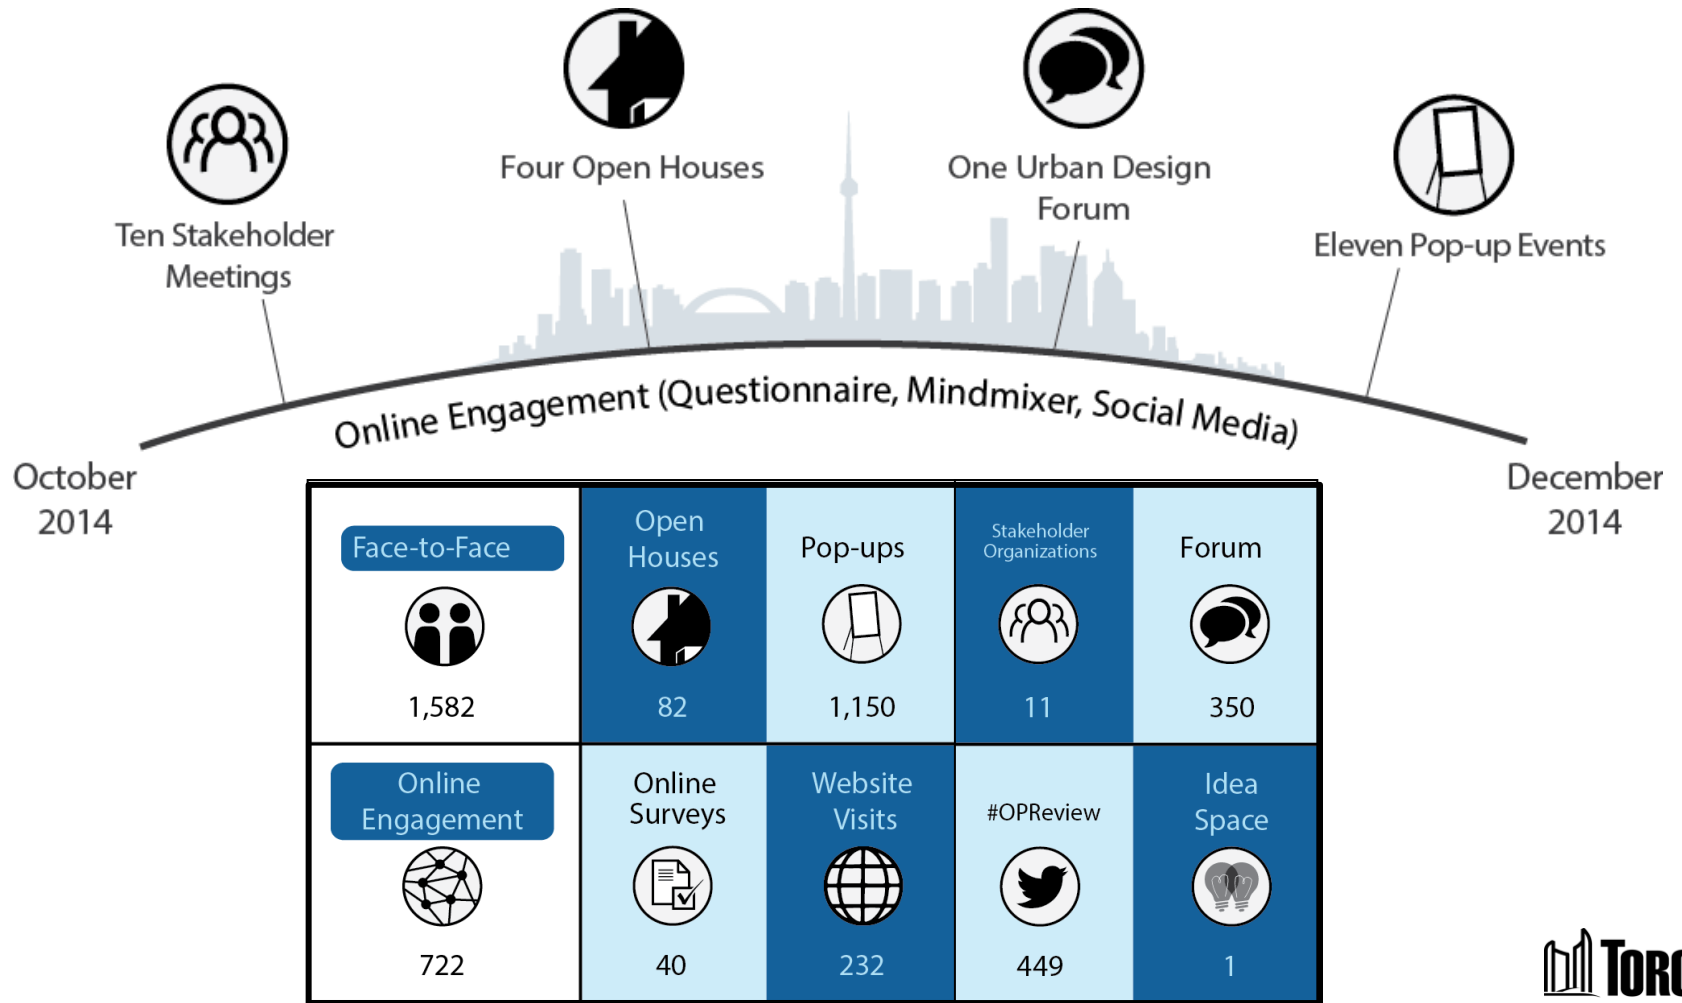 Ten Stakeholder
Meetings
Four Open Houses
One Urban Design
Forum
Eleven Pop-up Events
Online Engagement (Questionnaire, Mindmixer, Social Media)
October
2014
December
2014
Face-to-Face
1,582
Open
Houses
82
Pop-ups
1,150
Stakeholder
Organizations
11
Forum
350
Online
Engagement
722
Online
Surveys
40
Website
Visits
232
#OPReview
449
Idea
Space
1